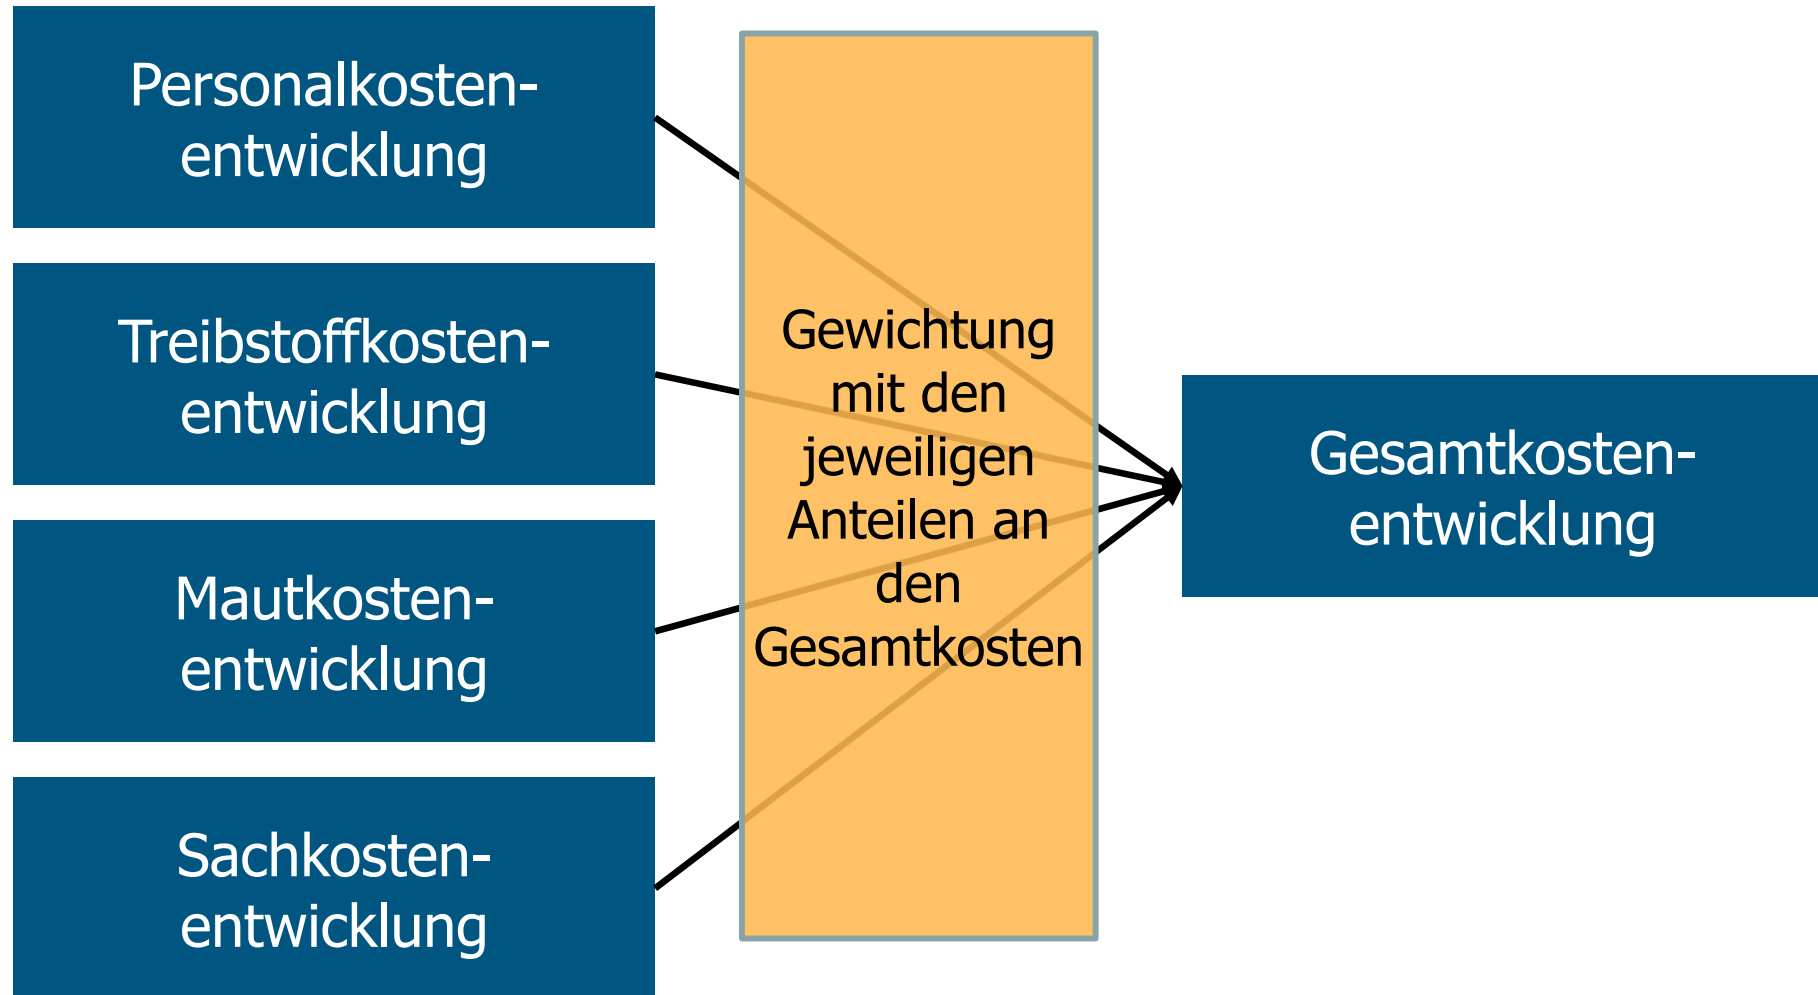 Personalkosten-
entwicklung
Treibstoffkosten-
entwicklung
Mautkosten-
entwicklung
Sachkosten-
entwicklung
Gewichtung
mit den
jeweiligen
Anteilen an
den
Gesamtkosten
Gesamtkosten-
entwicklung